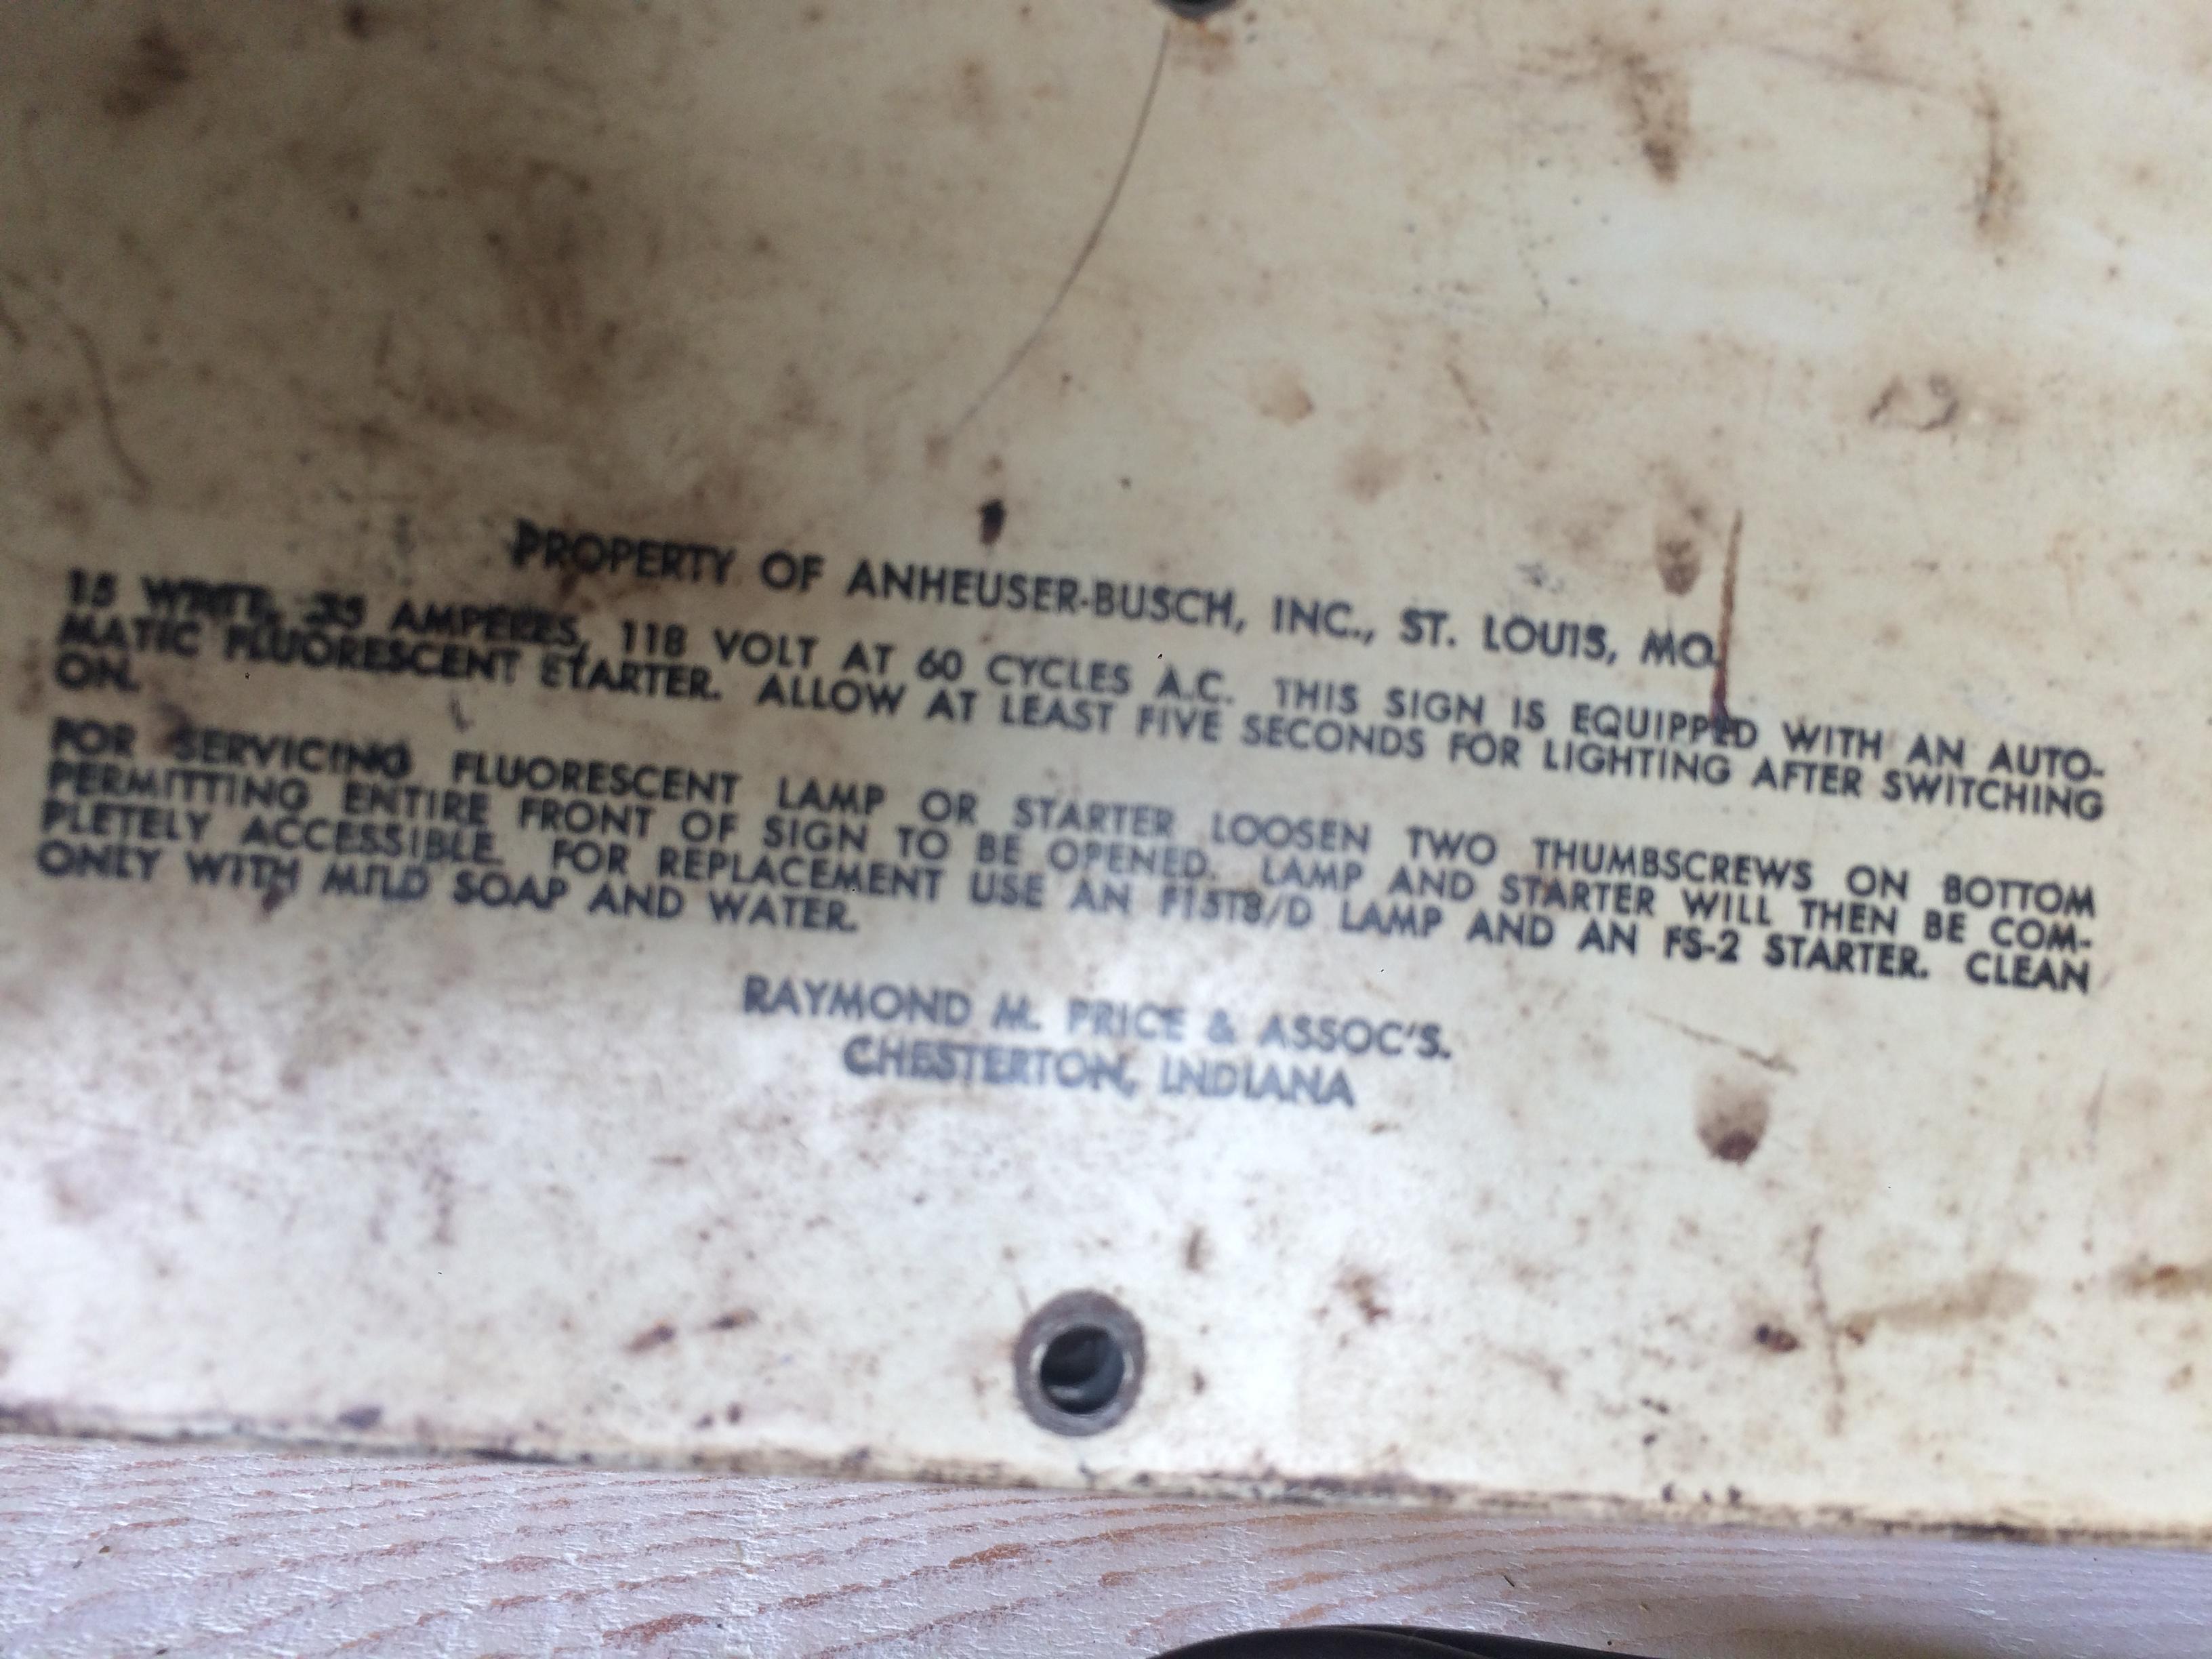 PROPERTY OF ANHEUSER-BUSCH, INC., ST. LOUIS, MO.
15 WATT, .35 AMPERES, 118 VOLT AT 60 CYCLES A.C. THIS SIGN IS EQUIPPED WITH AN AUTO-
MATIC FLUORESCENT STARTER. ALLOW AT LEAST FIVE SECONDS FOR LIGHTING AFTER SWITCHING
ON.
FOR SERVICING FLUORESCENT LAMP OR STARTER LOOSEN TWO THUMBSCREWS ON BOTTOM
PERMITTING ENTIRE FRONT OF SIGN TO BE OPENED. LAMP AND STARTER WILL THEN BE COM-
PLETELY ACCESSIBLE. FOR REPLACEMENT USE AN F15T8/D LAMP AND AN FS-2 STARTER. CLEAN
ONLY WITH MILD SOAP AND WATER.
RAYMOND M. PRICE & ASSOC'S.
CHESTERTON, INDIANA